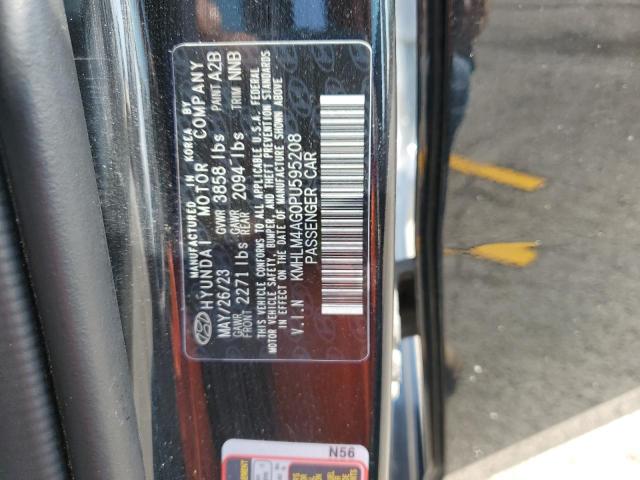 MANUFACTURED IN KOREA BY
HYUNDAI MOTOR COMPANY
MAY/26/23 GVWR 3858 lbs PAINT A2B
GAWR FRONT 2271 lbs GAWR REAR 2094 lbs TRIM NNB
THIS VEHICLE CONFORMS TO ALL APPLICABLE U.S.A. FEDERAL
MOTOR VEHICLE SAFETY, BUMPER, AND THEFT PREVENTION STANDARDS
IN EFFECT ON THE DATE OF MANUFACTURE SHOWN ABOVE
V.I.N KMHLM4AG0PU595208
PASSENGER CAR
N56